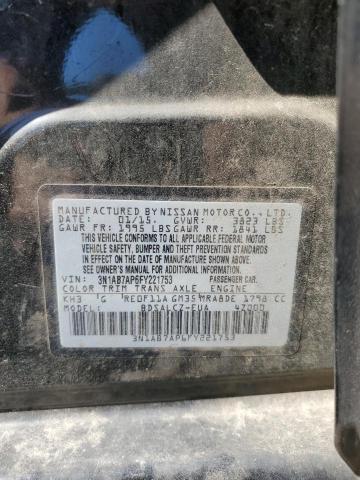 MANUFACTURED BY NISSAN MOTOR CO., LTD.
DATE: 01/15. GVWR: 3823 LBS
GAWR FR: 1995 LBS GAWR RR: 1841 LBS
THIS VEHICLE CONFORMS TO ALL APPLICABLE FEDERAL MOTOR
VEHICLE SAFETY, BUMPER AND THEFT PREVENTION STANDARDS
IN EFFECT ON THE DATE OF MANUFACTURE SHOWN ABOVE.
SEE OWNER'S MANUAL FOR ADDITIONAL INFORMATION.
VIN: 3N1AB7AP6FY221753 PASSENGER CAR.
COLOR TRIM TRANS AXLE ENGINE
KH3 G RE0F11A GM35 MRA8DE 1798 CC
MODEL: BDSALCZ-EUA 47000
3N1AB7AP6FY221753